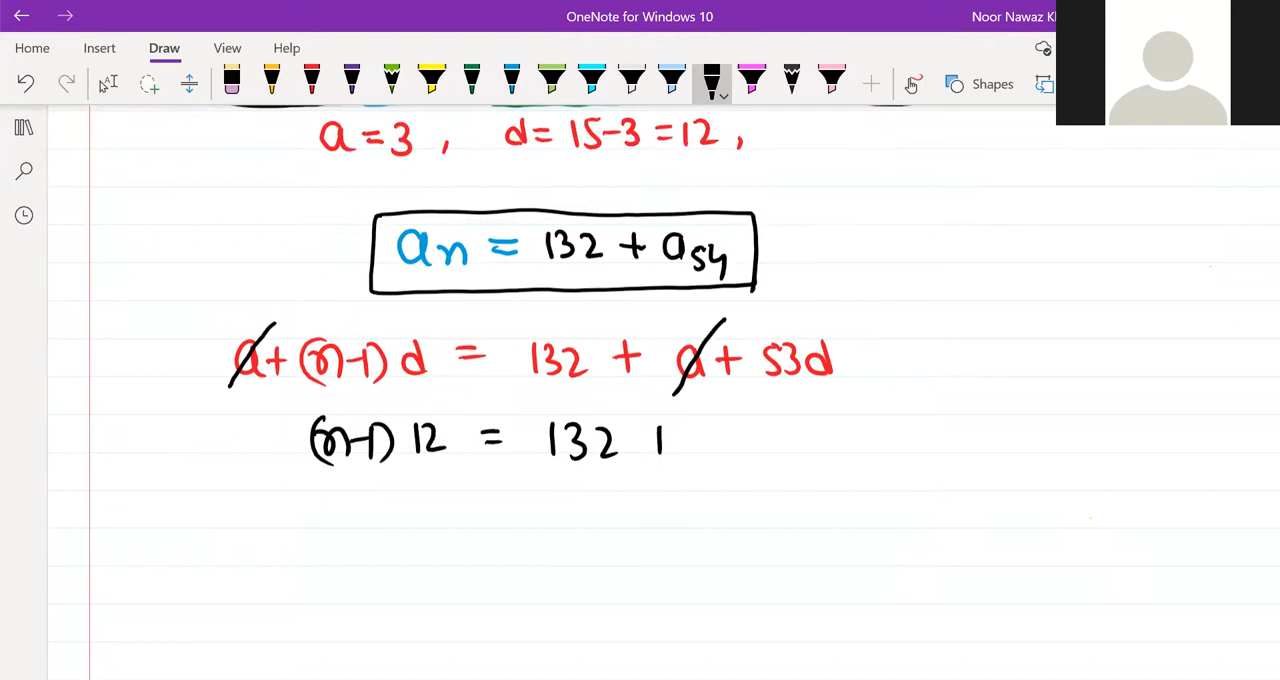 OneNote for Windows 10
Noor Nawaz Kh
Home Insert Draw View Help
Shapes
a = 3 , d = 15-3 = 12 ,
an = 132 + a54
a + (n-1) d = 132 + a + 53d
(n-1) 12 = 132 1